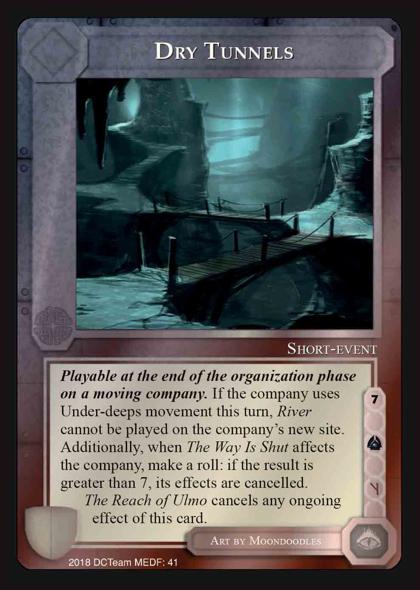 DRY TUNNELS
SHORT-EVENT
Playable at the end of the organization phase
on a moving company. If the company uses
Under-deeps movement this turn, River
cannot be played on the company's new site.
Additionally, when The Way Is Shut affects
the company, make a roll: if the result is
greater than 7, its effects are cancelled.
The Reach of Ulmo cancels any ongoing
effect of this card.
7
ART BY MOONDOODLES
2018 DCTeam MEDF: 41